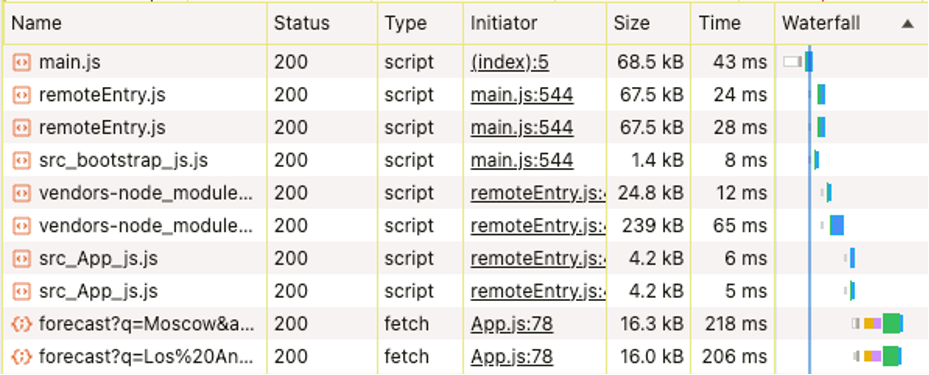 Name Status Type Initiator Size Time Waterfall ▲
main.js 200 script (index):5 68.5 kB 43 ms
remoteEntry.js 200 script main.js:544 67.5 kB 24 ms
remoteEntry.js 200 script main.js:544 67.5 kB 28 ms
src_bootstrap_js.js 200 script main.js:544 1.4 kB 8 ms
vendors-node_module... 200 script remoteEntry.js:4 24.8 kB 12 ms
vendors-node_module... 200 script remoteEntry.js:4 239 kB 65 ms
src_App_js.js 200 script remoteEntry.js:4 4.2 kB 6 ms
src_App_js.js 200 script remoteEntry.js:4 4.2 kB 5 ms
forecast?q=Moscow&a... 200 fetch App.js:78 16.3 kB 218 ms
forecast?q=Los%20An... 200 fetch App.js:78 16.0 kB 206 ms